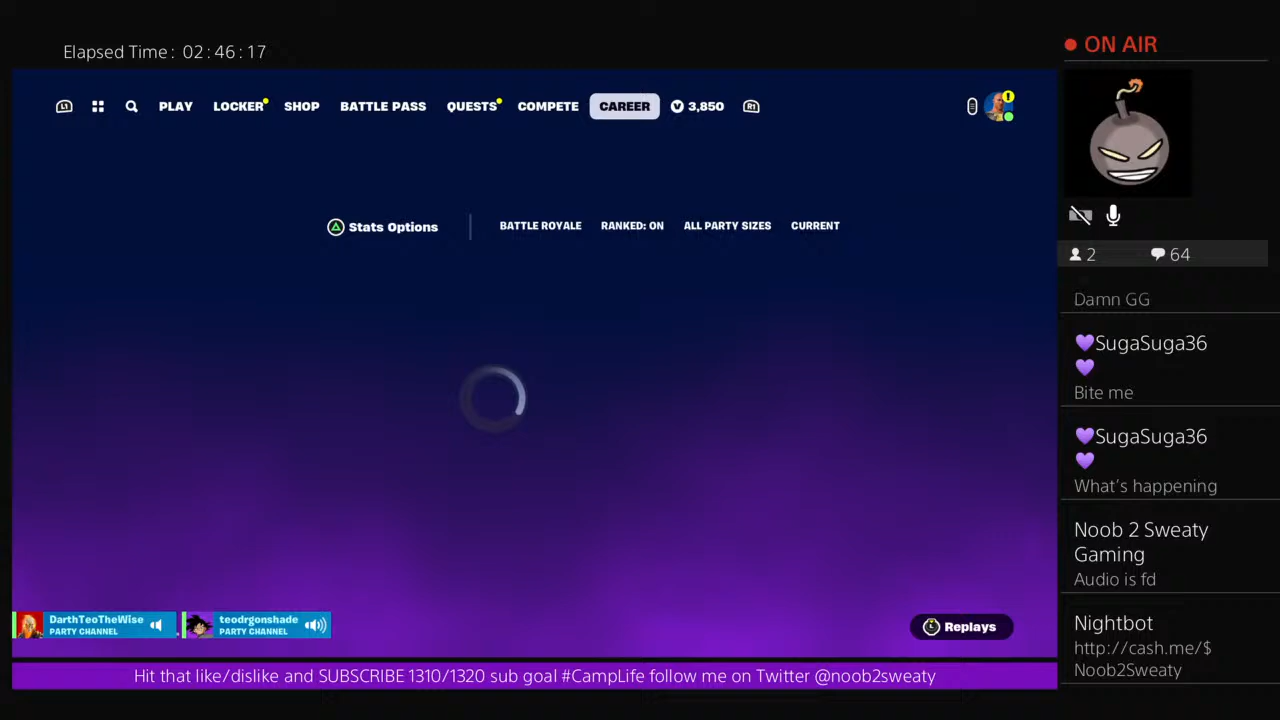 Elapsed Time: 02:46:17
ON AIR
L1 PLAY LOCKER SHOP BATTLE PASS QUESTS COMPETE CAREER V 3,850 R1
Stats Options BATTLE ROYALE RANKED: ON ALL PARTY SIZES CURRENT
2 64
Damn GG
💜SugaSuga36
💜
Bite me
💜SugaSuga36
💜
What's happening
Noob 2 Sweaty
Gaming
Audio is fd
Nightbot
http://cash.me/$
Noob2Sweaty
DarthTeoTheWise
PARTY CHANNEL
teodrgonshade
PARTY CHANNEL
Replays
Hit that like/dislike and SUBSCRIBE 1310/1320 sub goal #CampLife follow me on Twitter @noob2sweaty